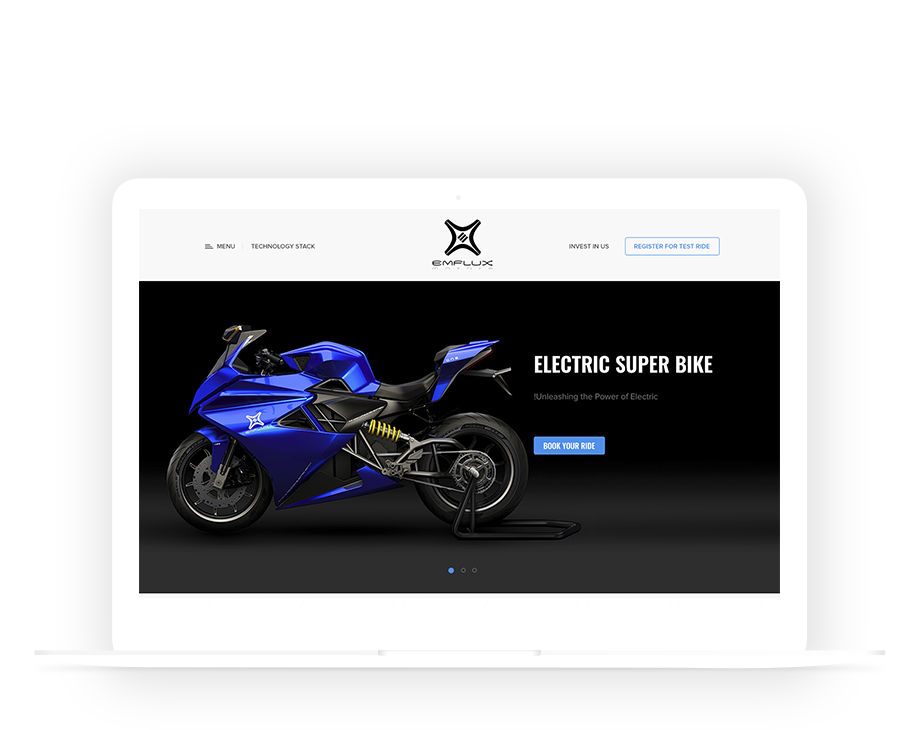 MENU
TECHNOLOGY STACK
EMFLUX
MOTORS
INVEST IN US
REGISTER FOR TEST RIDE
ELECTRIC SUPER BIKE
!Unleashing the Power of Electric
BOOK YOUR RIDE